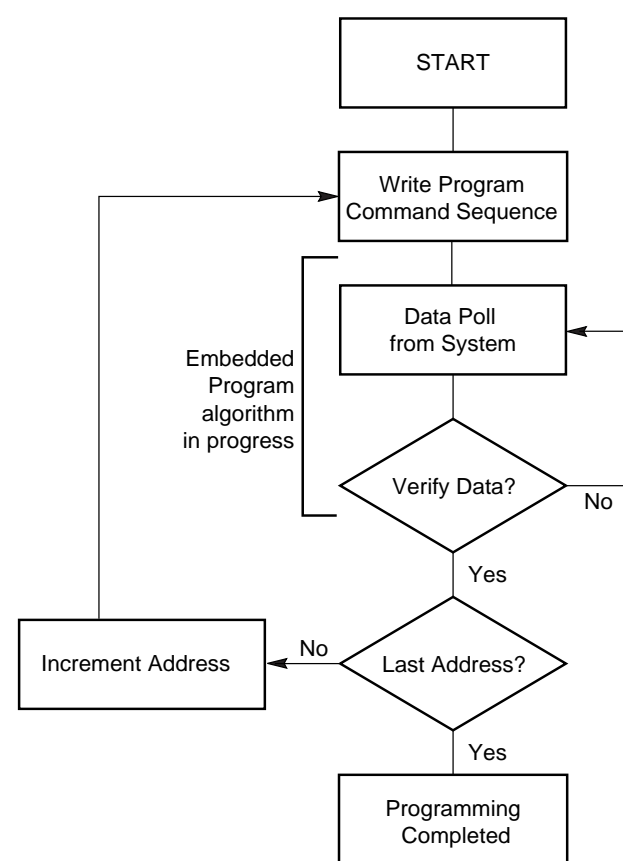 START
Write Program
Command Sequence
Data Poll
from System
Embedded
Program
algorithm
in progress
Verify Data?
No
Yes
Increment Address
No
Last Address?
Yes
Programming
Completed